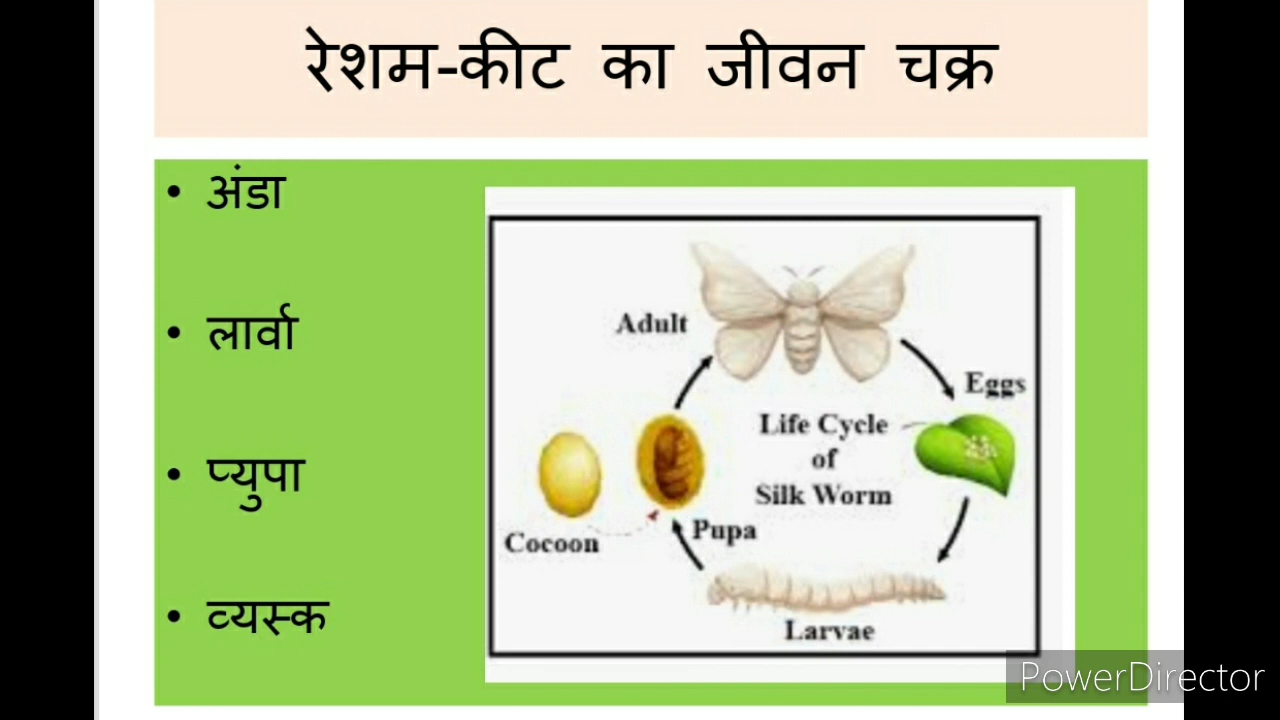 रेशम-कीट का जीवन चक्र
• अंडा
• लार्वा
• प्युपा
• व्यस्क
Adult
Eggs
Life Cycle
of
Silk Worm
Pupa
Cocoon
Larvae
PowerDirector